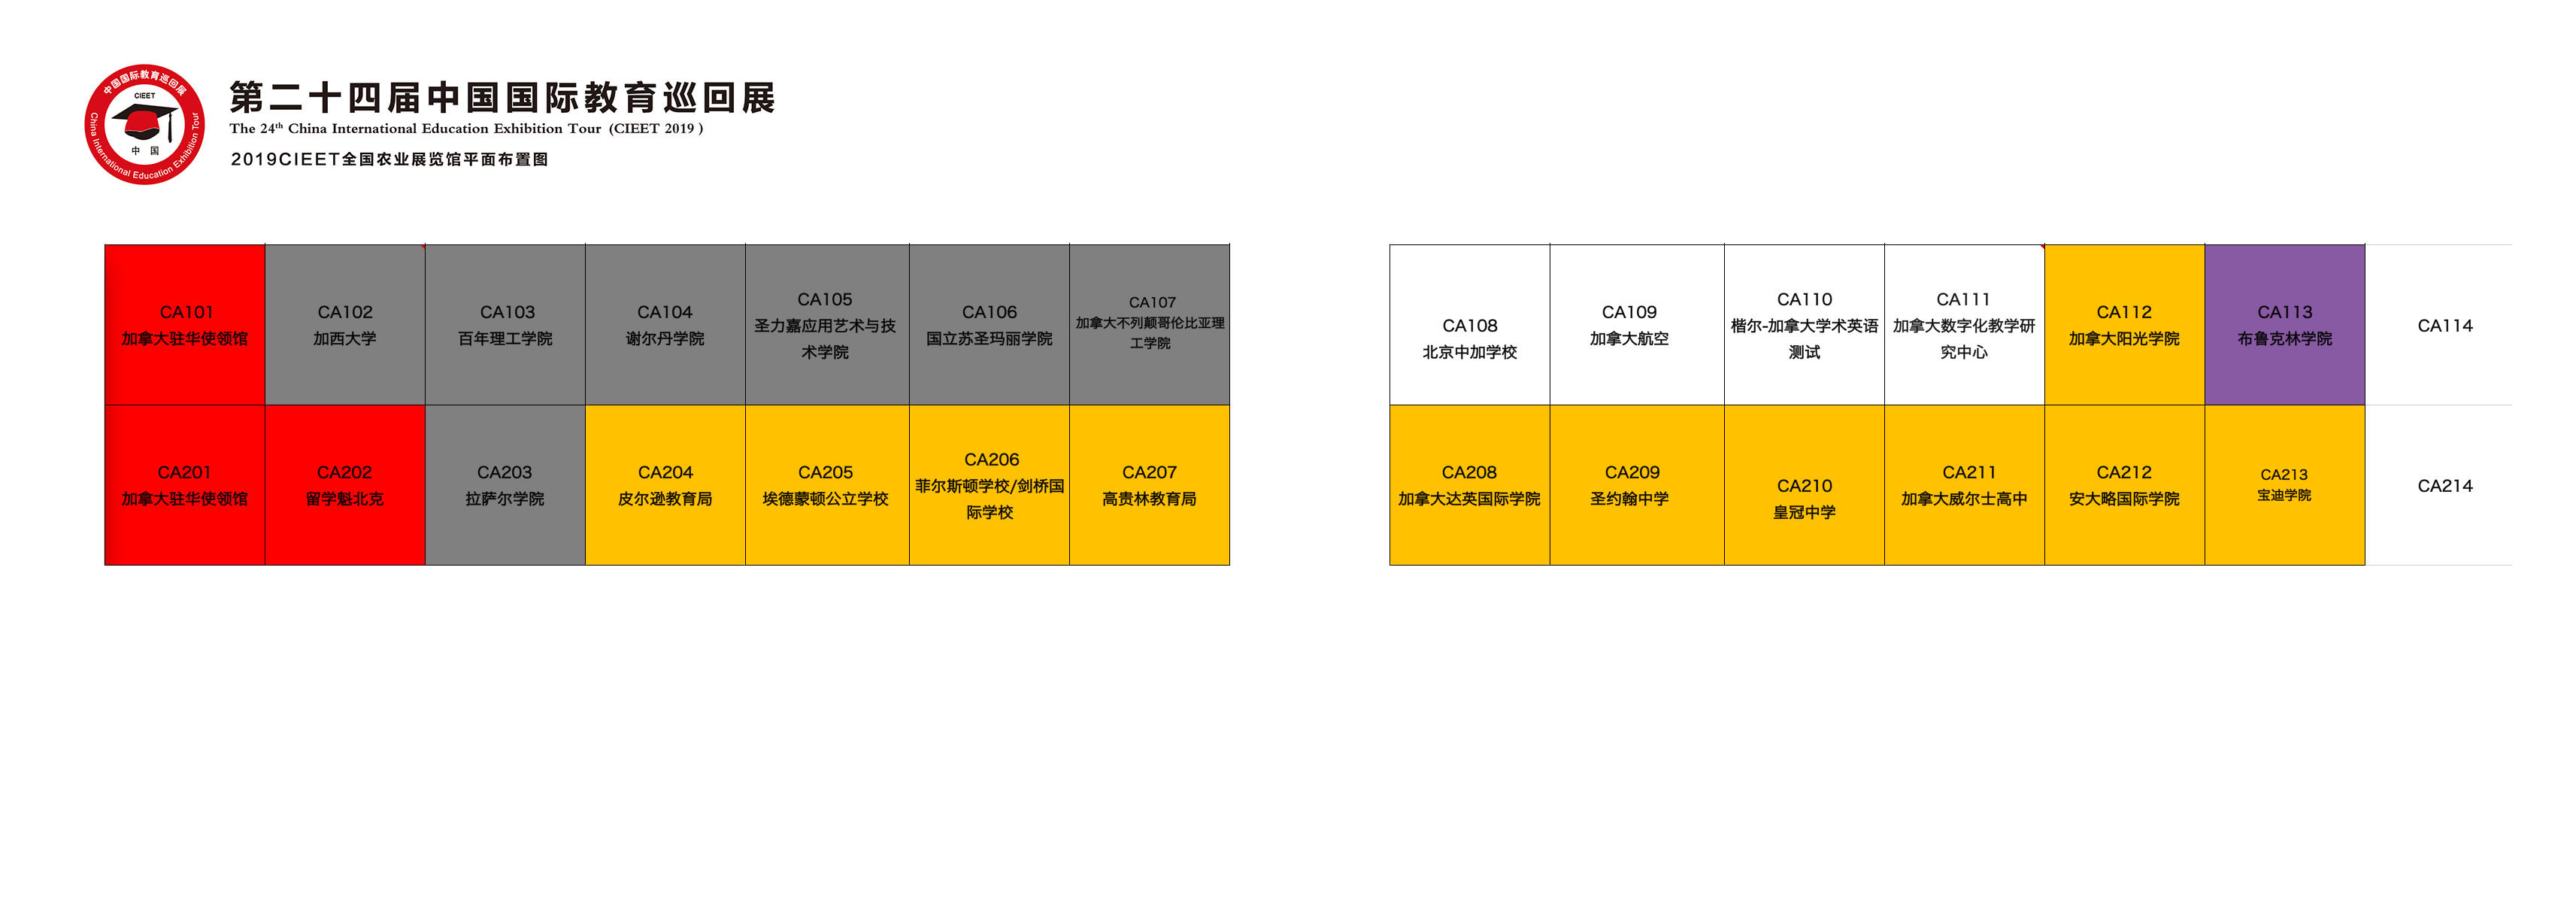 中国国际教育巡回展
CIEET
中 国
China International Education Exhibition Tour
第二十四届中国国际教育巡回展
The 24th China International Education Exhibition Tour (CIEET 2019 )
2019CIEET全国农业展览馆平面布置图
CA101
加拿大驻华使领馆
CA102
加西大学
CA103
百年理工学院
CA104
谢尔丹学院
CA105
圣力嘉应用艺术与技
术学院
CA106
国立苏圣玛丽学院
CA107
加拿大不列颠哥伦比亚理
工学院
CA108
北京中加学校
CA109
加拿大航空
CA110
楷尔-加拿大学术英语
测试
CA111
加拿大数字化教学研
究中心
CA112
加拿大阳光学院
CA113
布鲁克林学院
CA114
CA201
加拿大驻华使领馆
CA202
留学魁北克
CA203
拉萨尔学院
CA204
皮尔逊教育局
CA205
埃德蒙顿公立学校
CA206
菲尔斯顿学校/剑桥国
际学校
CA207
高贵林教育局
CA208
加拿大达英国际学院
CA209
圣约翰中学
CA210
皇冠中学
CA211
加拿大威尔士高中
CA212
安大略国际学院
CA213
宝迪学院
CA214